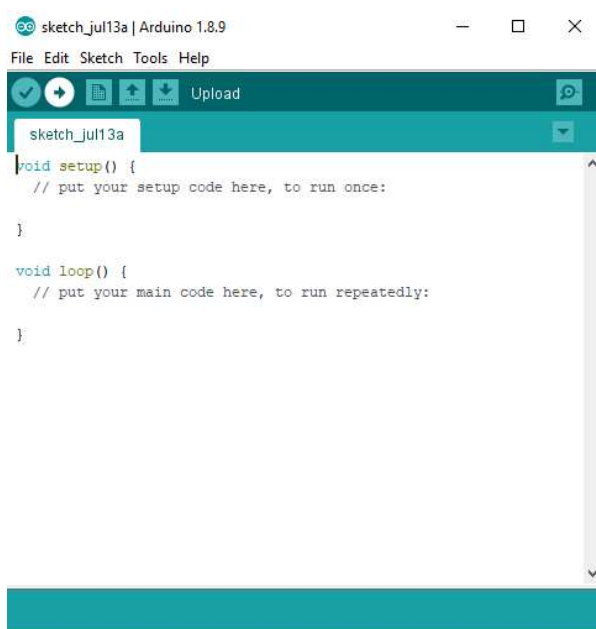 sketch_jul13a | Arduino 1.8.9
File Edit Sketch Tools Help
Upload
sketch_jul13a
void setup() {
  // put your setup code here, to run once:
}
void loop() {
  // put your main code here, to run repeatedly:
}